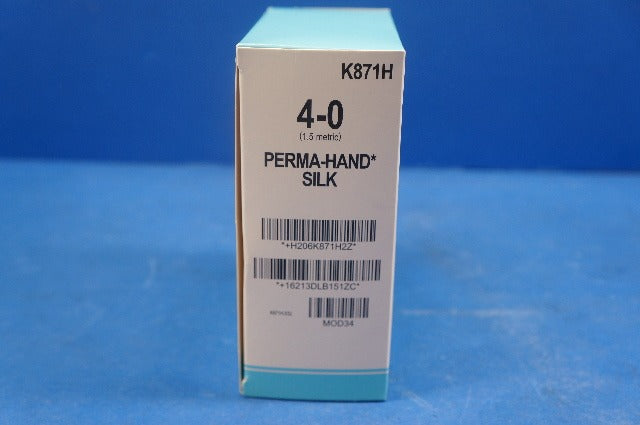 K871H
4-0
(1.5 metric)
PERMA-HAND*
SILK
*+H206K871H2Z*
*+16213DLB151ZC*
MOD34